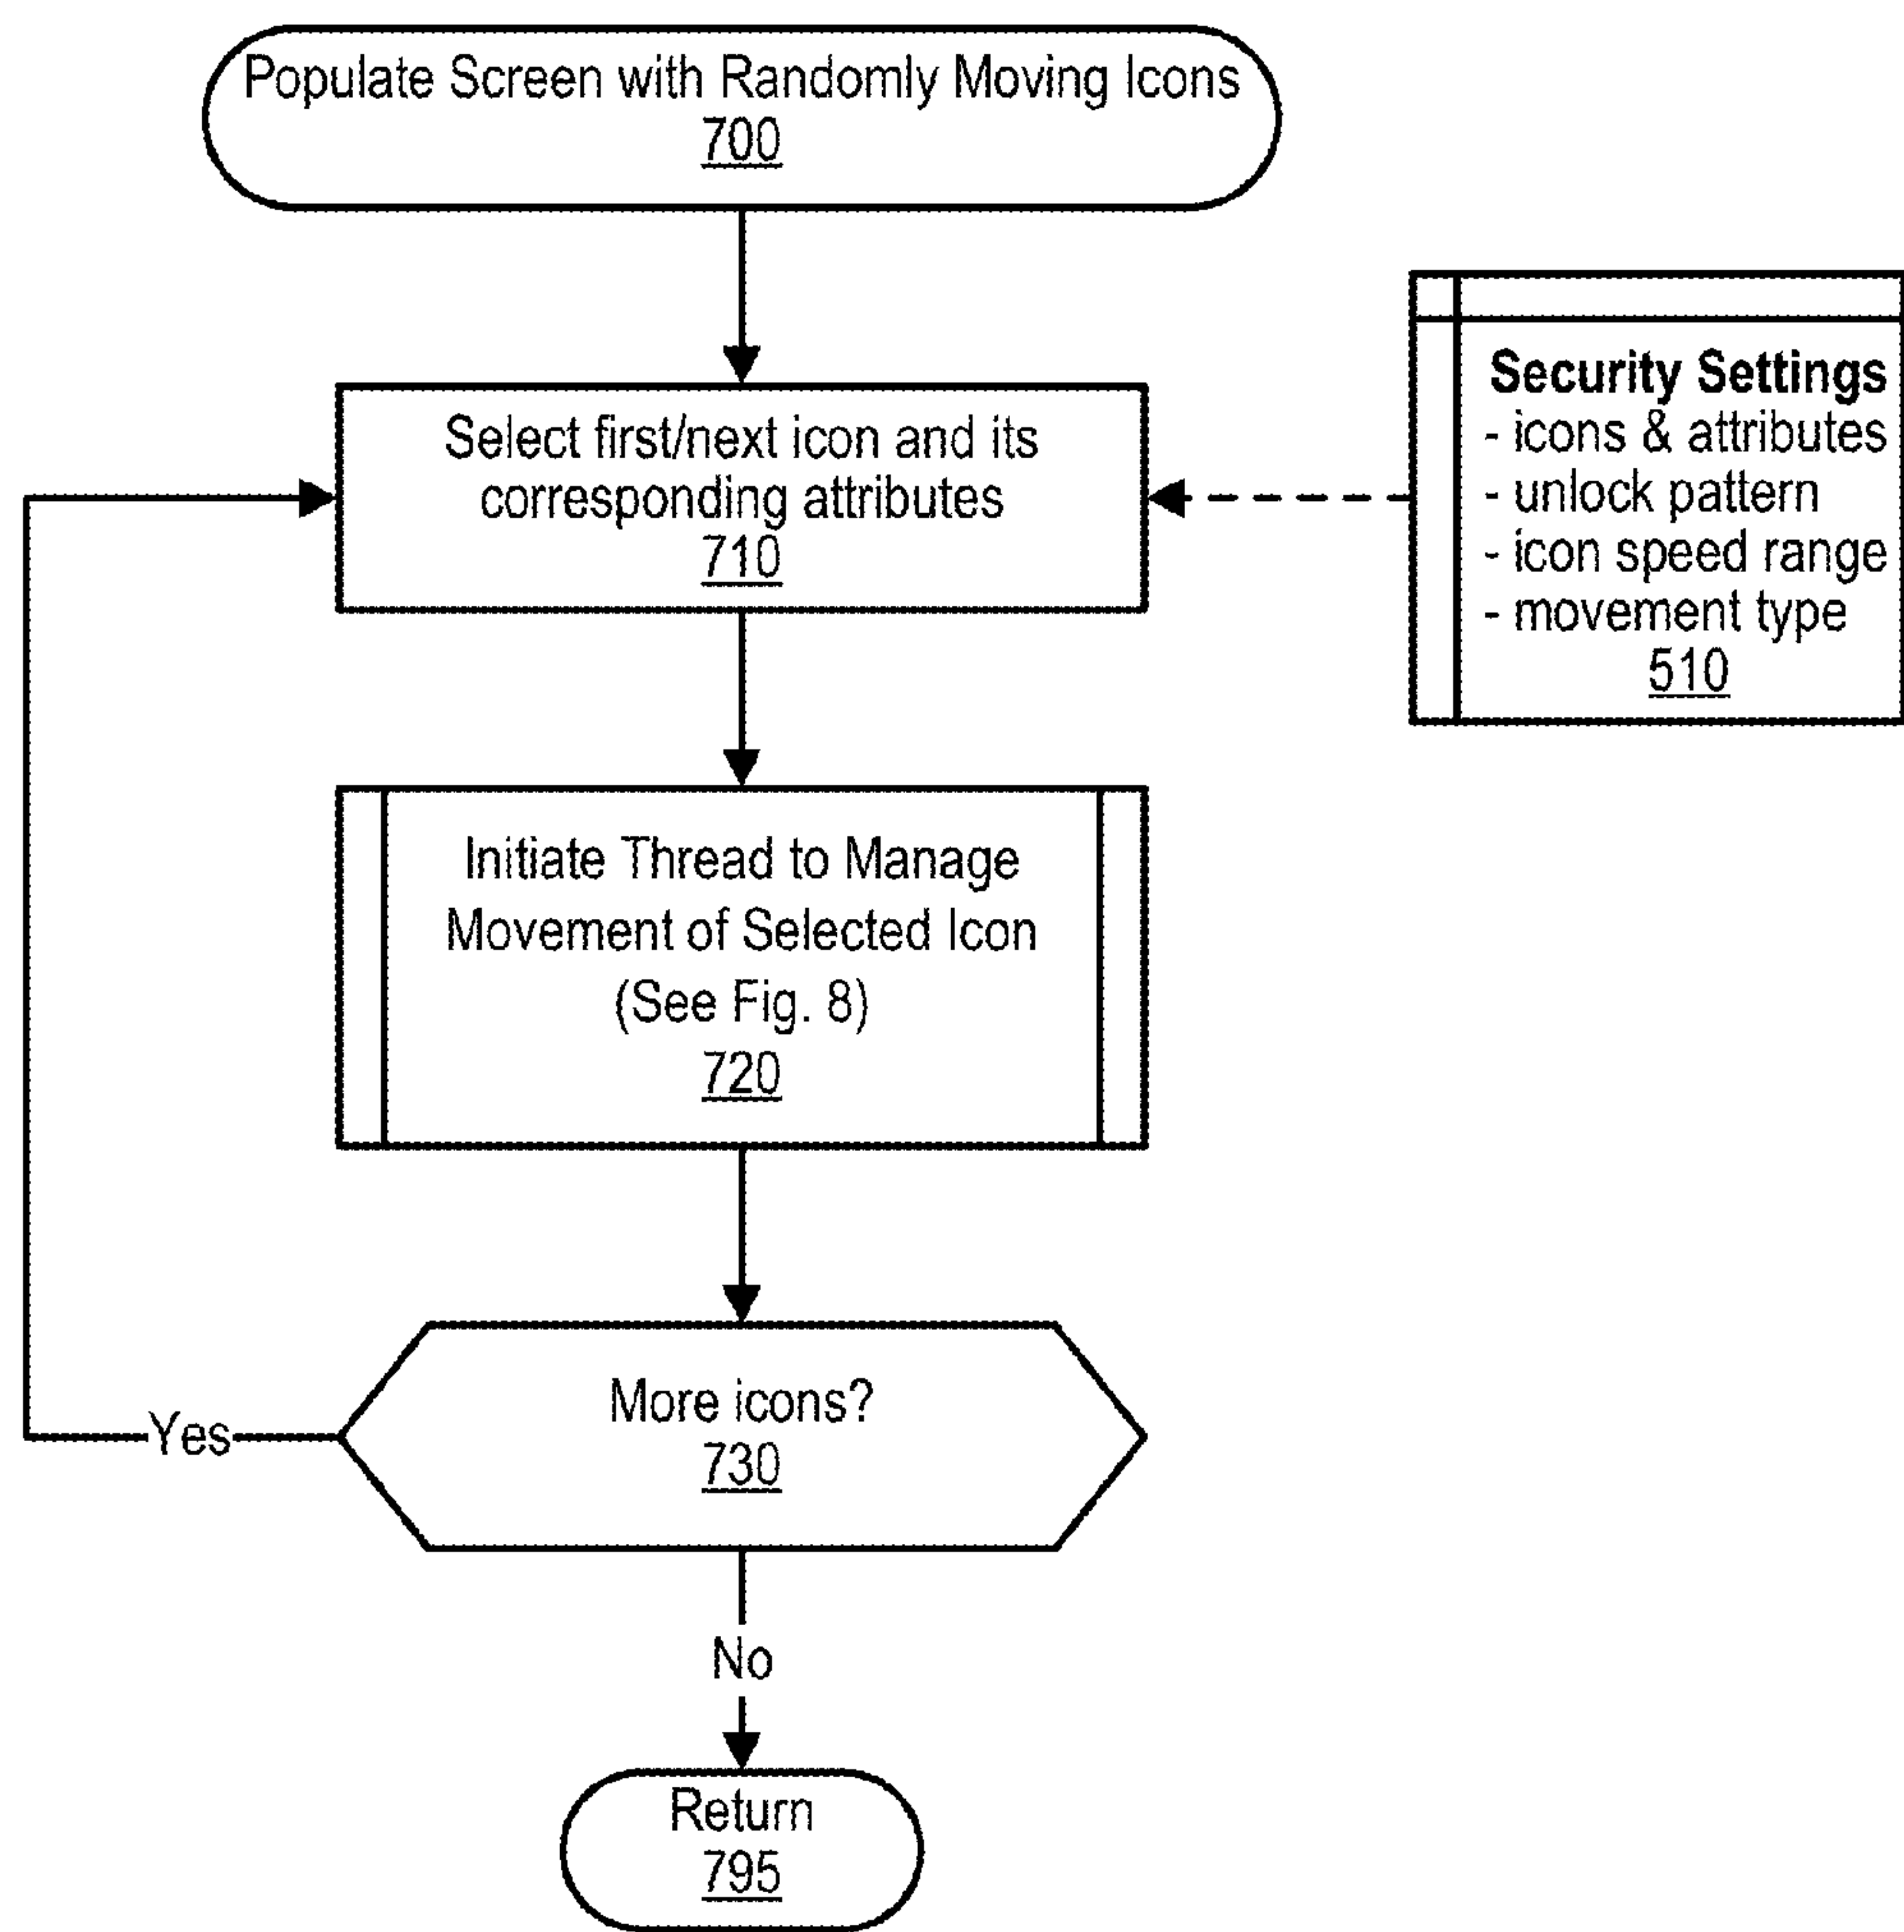 Populate Screen with Randomly Moving Icons
700
Select first/next icon and its
corresponding attributes
710
Security Settings
- icons & attributes
- unlock pattern
- icon speed range
- movement type
510
Initiate Thread to Manage
Movement of Selected Icon
(See Fig. 8)
720
More icons?
730
Yes
No
Return
795